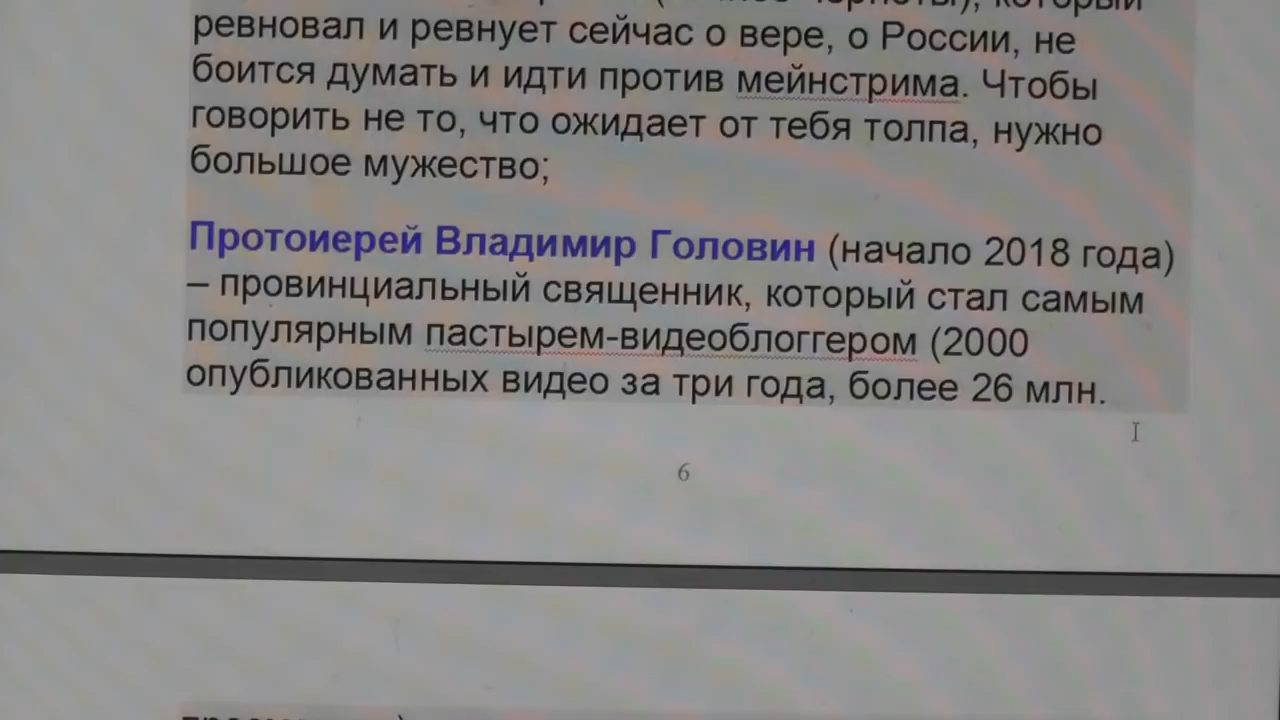 который
ревновал и ревнует сейчас о вере, о России, не
боится думать и идти против мейнстрима. Чтобы
говорить не то, что ожидает от тебя толпа, нужно
большое мужество;
Протоиерей Владимир Головин (начало 2018 года)
– провинциальный священник, который стал самым
популярным пастырем-видеоблоггером (2000
опубликованных видео за три года, более 26 млн.
6